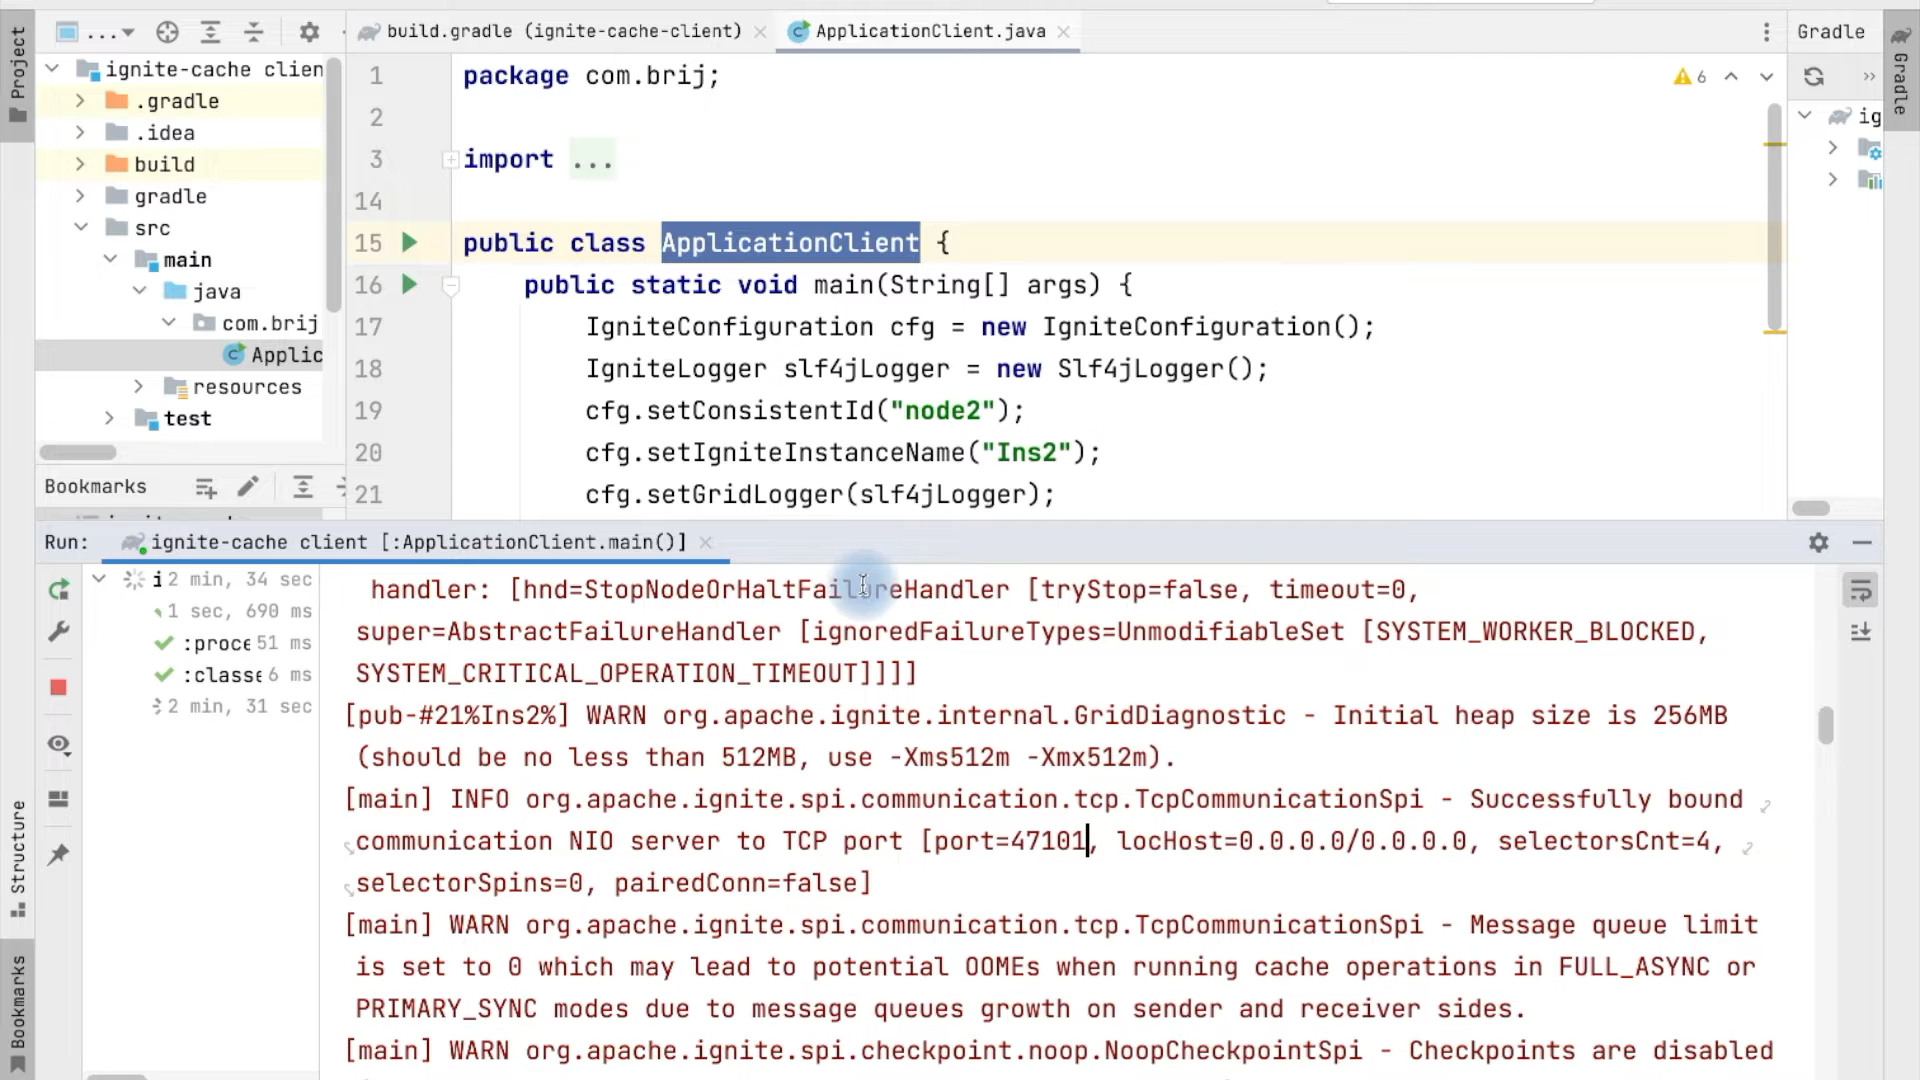 Project
...
build.gradle (ignite-cache-client)
ApplicationClient.java
Gradle
ignite-cache clien
.gradle
.idea
build
gradle
src
main
java
com.brij
Applic
resources
test
Bookmarks
1 package com.brij;
2
3 import ...
14
15 public class ApplicationClient {
16 public static void main(String[] args) {
17 IgniteConfiguration cfg = new IgniteConfiguration();
18 IgniteLogger slf4jLogger = new Slf4jLogger();
19 cfg.setConsistentId("node2");
20 cfg.setIgniteInstanceName("Ins2");
21 cfg.setGridLogger(slf4jLogger);
6
ig
Gradle
Run: ignite-cache client [:ApplicationClient.main()]
i 2 min, 34 sec
1 sec, 690 ms
:proce 51 ms
:classe 6 ms
2 min, 31 sec
handler: [hnd=StopNodeOrHaltFailureHandler [tryStop=false, timeout=0,
super=AbstractFailureHandler [ignoredFailureTypes=UnmodifiableSet [SYSTEM_WORKER_BLOCKED,
SYSTEM_CRITICAL_OPERATION_TIMEOUT]]]]
[pub-#21%Ins2%] WARN org.apache.ignite.internal.GridDiagnostic - Initial heap size is 256MB
(should be no less than 512MB, use -Xms512m -Xmx512m).
[main] INFO org.apache.ignite.spi.communication.tcp.TcpCommunicationSpi - Successfully bound
communication NIO server to TCP port [port=47101, locHost=0.0.0.0/0.0.0.0, selectorsCnt=4,
selectorSpins=0, pairedConn=false]
[main] WARN org.apache.ignite.spi.communication.tcp.TcpCommunicationSpi - Message queue limit
is set to 0 which may lead to potential OOMEs when running cache operations in FULL_ASYNC or
PRIMARY_SYNC modes due to message queues growth on sender and receiver sides.
[main] WARN org.apache.ignite.spi.checkpoint.noop.NoopCheckpointSpi - Checkpoints are disabled
Structure
Bookmarks